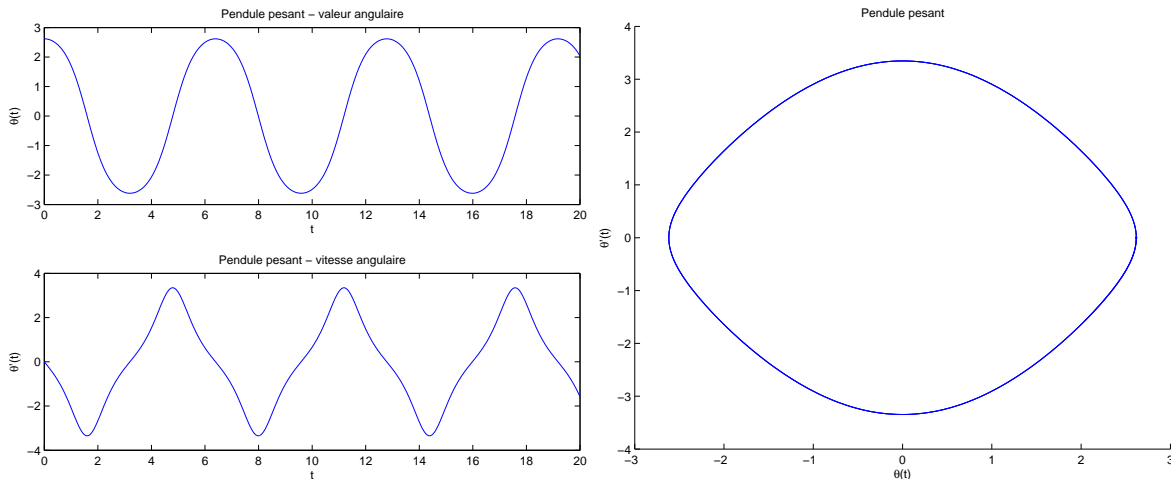 Pendule pesant − valeur angulaire
3
2
1
0
−1
−2
−3
θ(t)
0 2 4 6 8 10 12 14 16 18 20
t
Pendule pesant − vitesse angulaire
4
2
0
−2
−4
θ'(t)
0 2 4 6 8 10 12 14 16 18 20
t
Pendule pesant
4
3
2
1
0
−1
−2
−3
−4
θ'(t)
−3 −2 −1 0 1 2 3
θ(t)